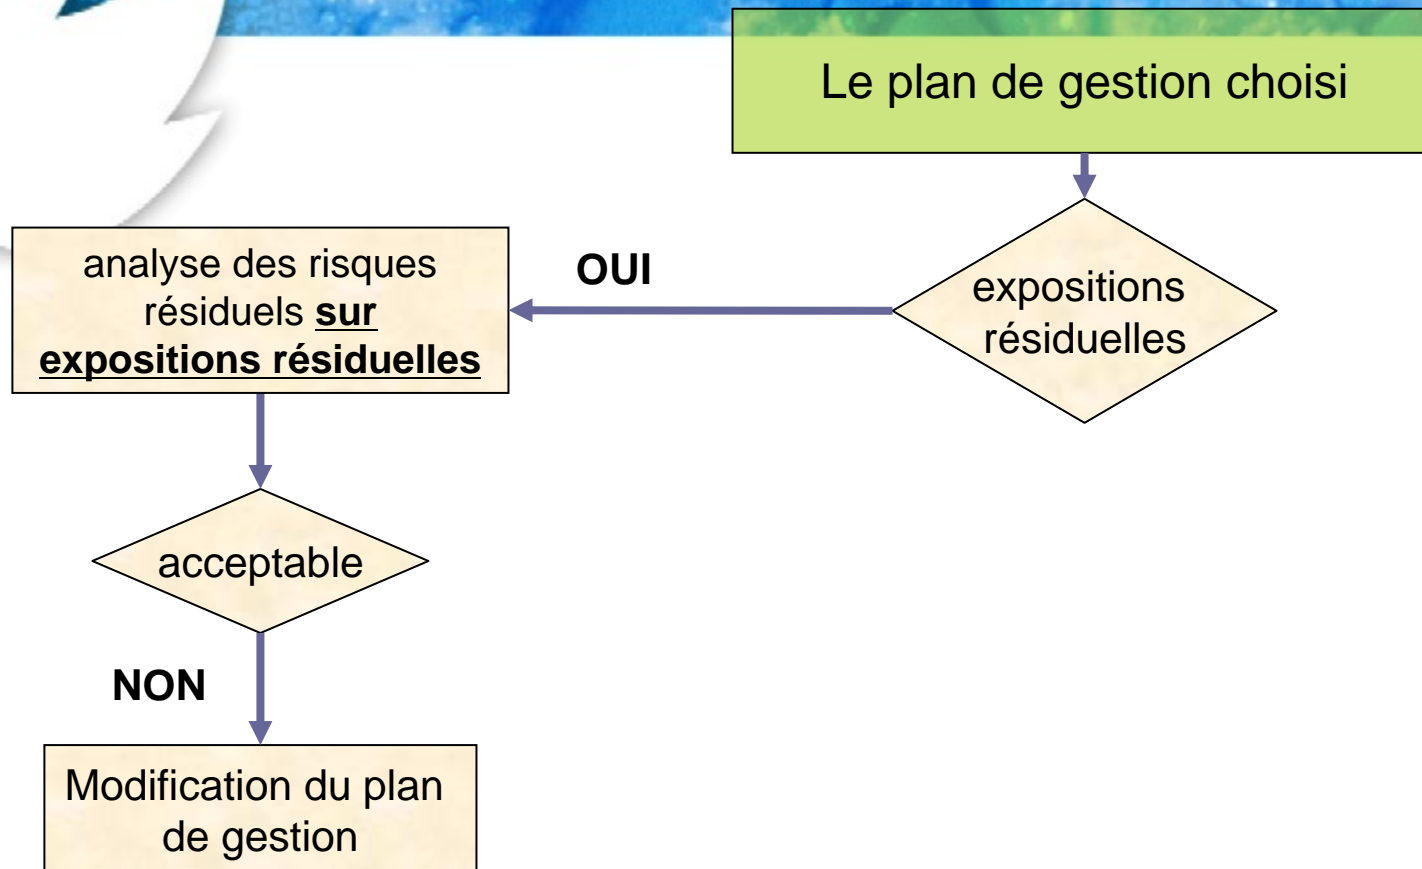 Le plan de gestion choisi
expositions
résiduelles
OUI
analyse des risques
résiduels sur
expositions résiduelles
acceptable
NON
Modification du plan
de gestion